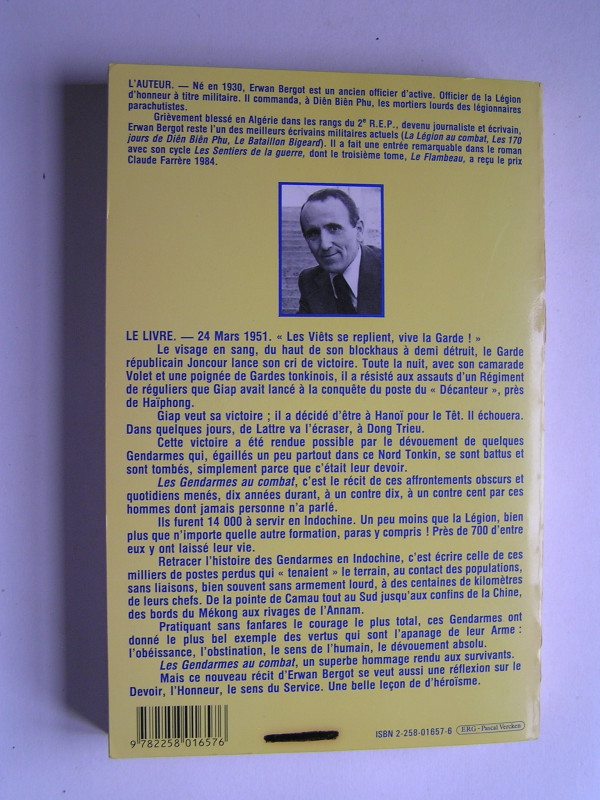 L'AUTEUR. — Né en 1930, Erwan Bergot est un ancien officier d'active. Officier de la Légion
d'honneur à titre militaire. Il commanda, à Diên Biên Phu, les mortiers lourds des légionnaires
parachutistes.
Grièvement blessé en Algérie dans les rangs du 2e R.E.P., devenu journaliste et écrivain,
Erwan Bergot reste l'un des meilleurs écrivains militaires actuels (La Légion au combat, Les 170
jours de Diên Biên Phu, Le Bataillon Bigeard). Il a fait une entrée remarquable dans le roman
avec son cycle Les Sentiers de la guerre, dont le troisième tome, Le Flambeau, a reçu le prix
Claude Farrère 1984.
LE LIVRE. — 24 Mars 1951. « Les Viêts se replient, vive la Garde ! »
Le visage en sang, du haut de son blockhaus à demi détruit, le Garde
républicain Joncour lance son cri de victoire. Toute la nuit, avec son camarade
Volet et une poignée de Gardes tonkinois, il a résisté aux assauts d'un Régiment
de réguliers que Giap avait lancé à la conquête du poste du « Décanteur », près
de Haïphong.
Giap veut sa victoire ; il a décidé d'être à Hanoï pour le Têt. Il échouera.
Dans quelques jours, de Lattre va l'écraser, à Dong Trieu.
Cette victoire a été rendue possible par le dévouement de quelques
Gendarmes qui, égaillés un peu partout dans ce Nord Tonkin, se sont battus et
sont tombés, simplement parce que c'était leur devoir.
Les Gendarmes au combat, c'est le récit de ces affrontements obscurs et
quotidiens menés, dix années durant, à un contre dix, à un contre cent par ces
hommes dont jamais personne n'a parlé.
Ils furent 14 000 à servir en Indochine. Un peu moins que la Légion, bien
plus que n'importe quelle autre formation, paras y compris ! Près de 700 d'entre
eux y ont laissé leur vie.
Retracer l'histoire des Gendarmes en Indochine, c'est écrire celle de ces
milliers de postes perdus qui « tenaient » le terrain, au contact des populations,
sans liaisons, bien souvent sans armement lourd, à des centaines de kilomètres
de leurs chefs. De la pointe de Camau tout au Sud jusqu'aux confins de la Chine,
des bords du Mékong aux rivages de l'Annam.
Pratiquant sans fanfares le courage le plus total, ces Gendarmes ont
donné le plus bel exemple des vertus qui sont l'apanage de leur Arme :
l'obéissance, l'obstination, le sens de l'humain, le dévouement absolu.
Les Gendarmes au combat, un superbe hommage rendu aux survivants.
Mais ce nouveau récit d'Erwan Bergot se veut aussi une réflexion sur le
Devoir, l'Honneur, le sens du Service. Une belle leçon de d'héroïsme.
9 782258 016576
ISBN 2-258-01657-6
ERG - Pascal Vercken